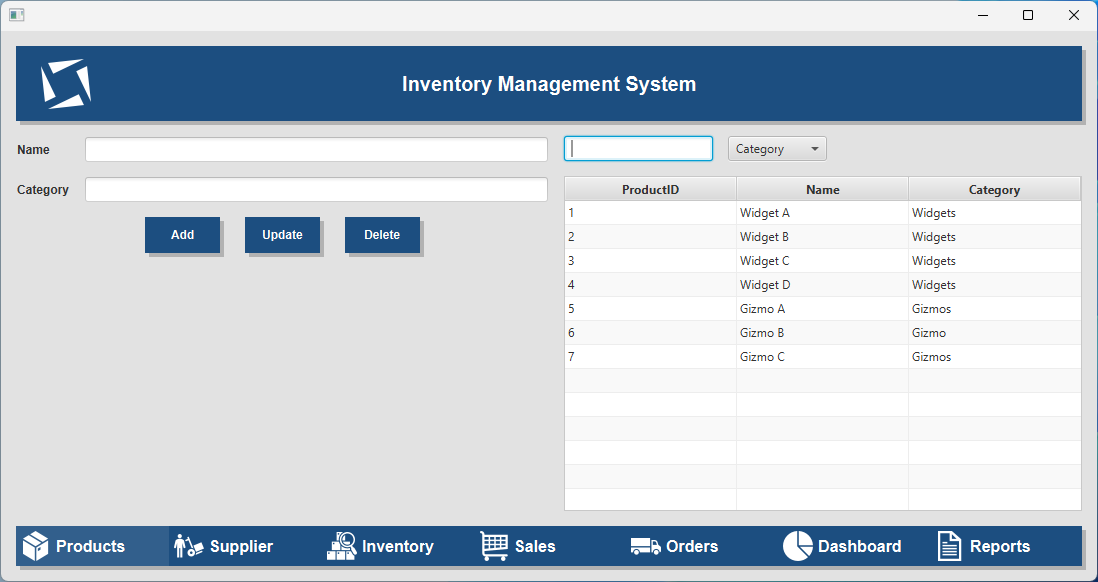 Inventory Management System
Name
Category
Category
Add Update Delete
ProductID Name Category
1 Widget A Widgets
2 Widget B Widgets
3 Widget C Widgets
4 Widget D Widgets
5 Gizmo A Gizmos
6 Gizmo B Gizmo
7 Gizmo C Gizmos
Products Supplier Inventory Sales Orders Dashboard Reports